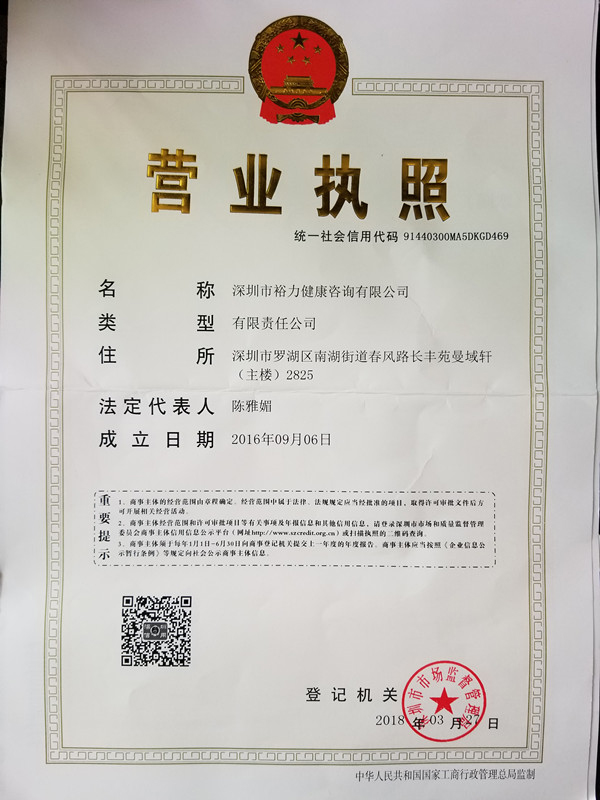 营业执照
统一社会信用代码 91440300MA5DKGD469
名称 深圳市裕力健康咨询有限公司
类型 有限责任公司
住所 深圳市罗湖区南湖街道春风路长丰苑曼域轩
（主楼）2825
法定代表人 陈雅媚
成立日期 2016年09月06日
重要提示
1．商事主体的经营范围由章程确定。经营范围中属于法律、法规规定应当经批准的项目，取得许可审批文件后方
可开展相关经营活动。
2．商事主体经营范围和许可审批项目等有关事项及年报信息和其他信用信息，请登录深圳市市场和质量监督管理
委员会商事主体信用信息公示平台（网址http://www.szcredit.org.cn）或扫描执照的二维码查询。
3．商事主体须于每年1月1日-6月30日向商事登记机关提交上一年度的年度报告。商事主体应当按照《企业信息公
示暂行条例》等规定向社会公示商事主体信息。
登记机关
深圳市市场监督管理局
2018 年 03 月 27 日
中华人民共和国国家工商行政管理总局监制